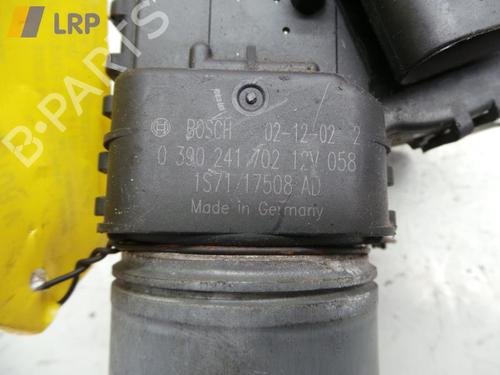 LRP
B-PARTS
BOSCH 02-12-02 2
0 390 241 702 12V 058
1S71 17508 AD
Made in Germany